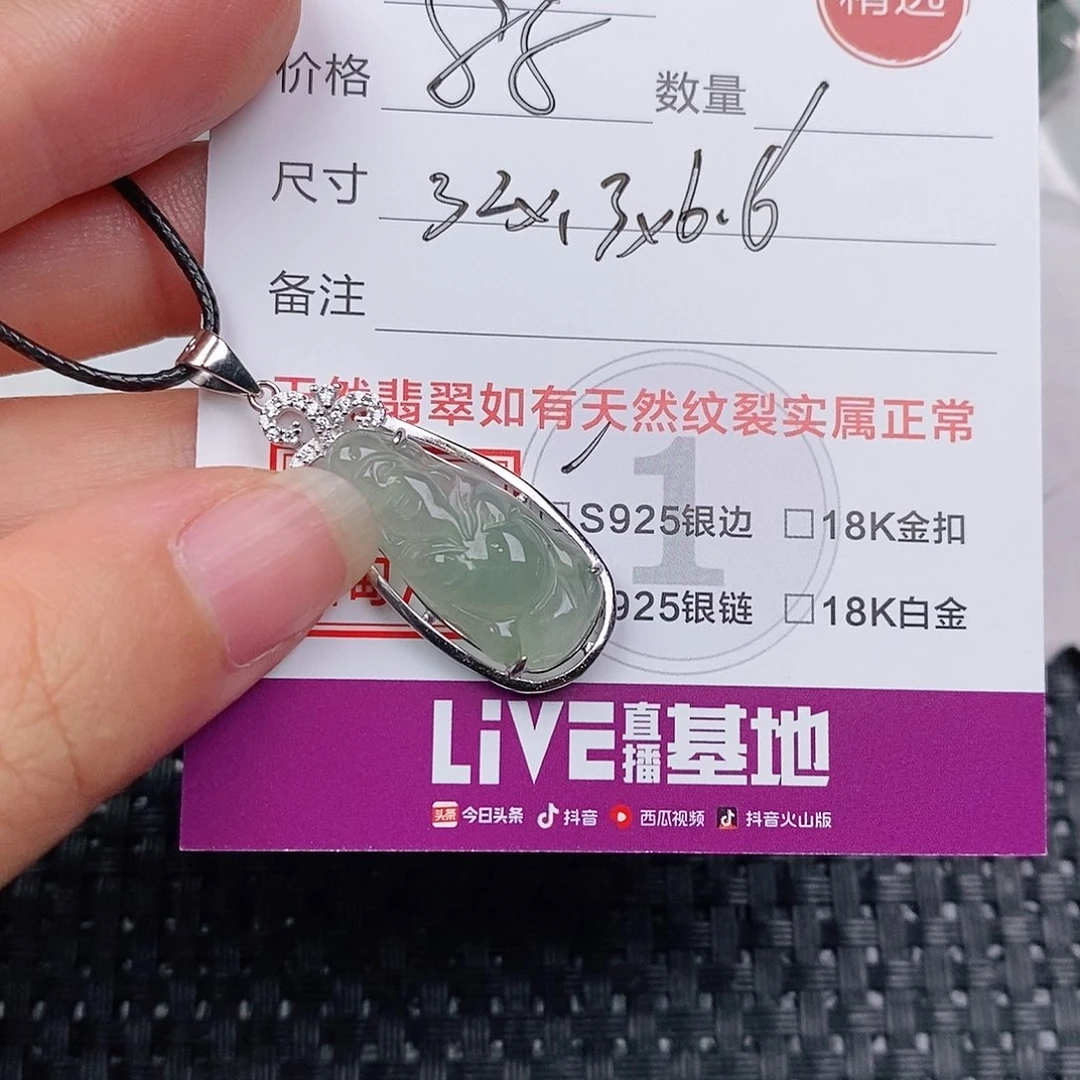 精选
价格 88 数量
尺寸 32x13x6.6
备注
天然翡翠如有天然纹裂实属正常
1
S925银边 □18K金扣
925银链 □18K白金
LiVE直播基地
头条 今日头条 抖音 西瓜视频 抖音火山版